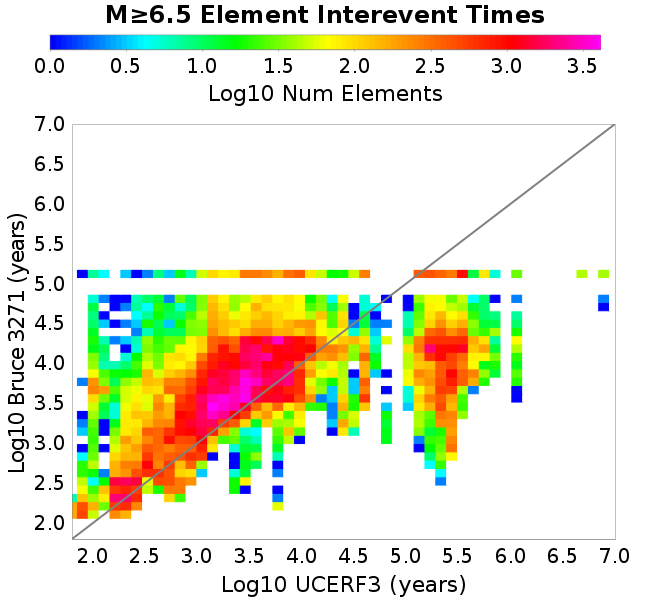 M≥6.5 Element Interevent Times
0.0 0.5 1.0 1.5 2.0 2.5 3.0 3.5
Log10 Num Elements
7.0
6.5
6.0
5.5
5.0
4.5
4.0
3.5
3.0
2.5
2.0
Log10 Bruce 3271 (years)
2.0 2.5 3.0 3.5 4.0 4.5 5.0 5.5 6.0 6.5 7.0
Log10 UCERF3 (years)